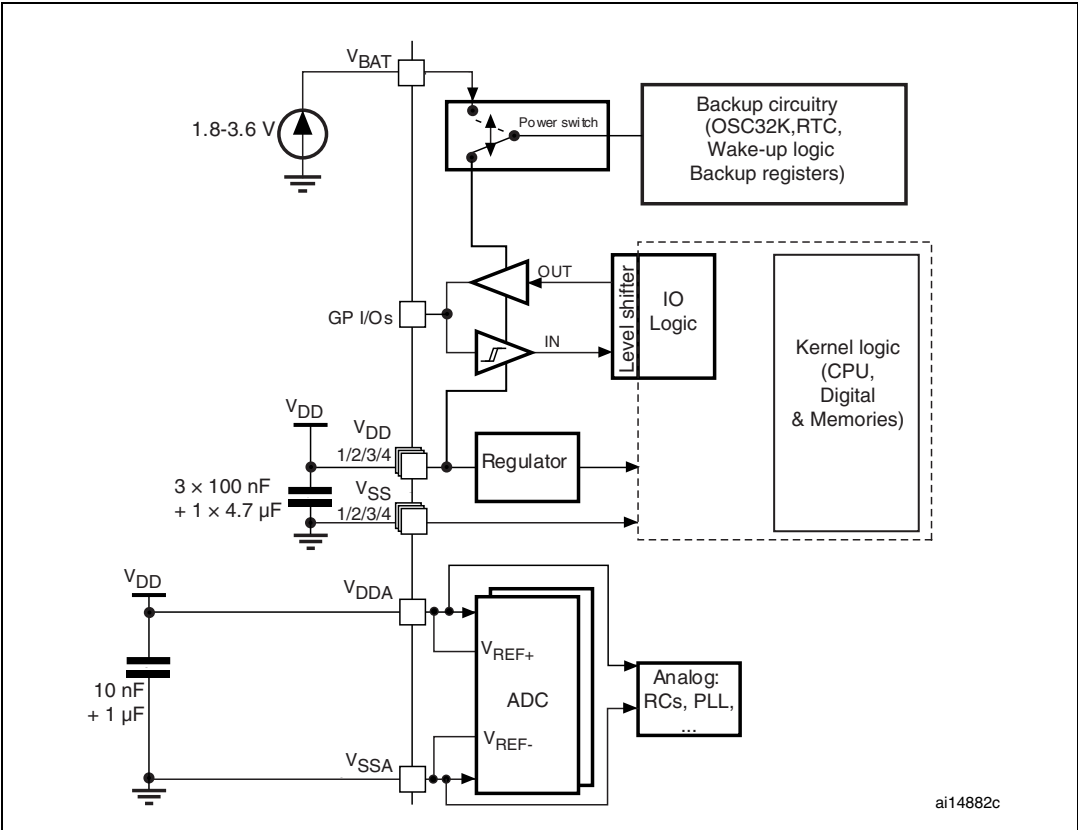 VBAT
1.8-3.6 V
Power switch
Backup circuitry
(OSC32K,RTC,
Wake-up logic
Backup registers)
OUT
GP I/Os
IN
Level shifter
IO
Logic
Kernel logic
(CPU,
Digital
& Memories)
VDD
VDD
1/2/3/4
Regulator
3 × 100 nF
+ 1 × 4.7 µF
VSS
1/2/3/4
VDD
VDDA
VREF+
10 nF
+ 1 µF
ADC
Analog:
RCs, PLL,
...
VREF-
VSSA
ai14882c